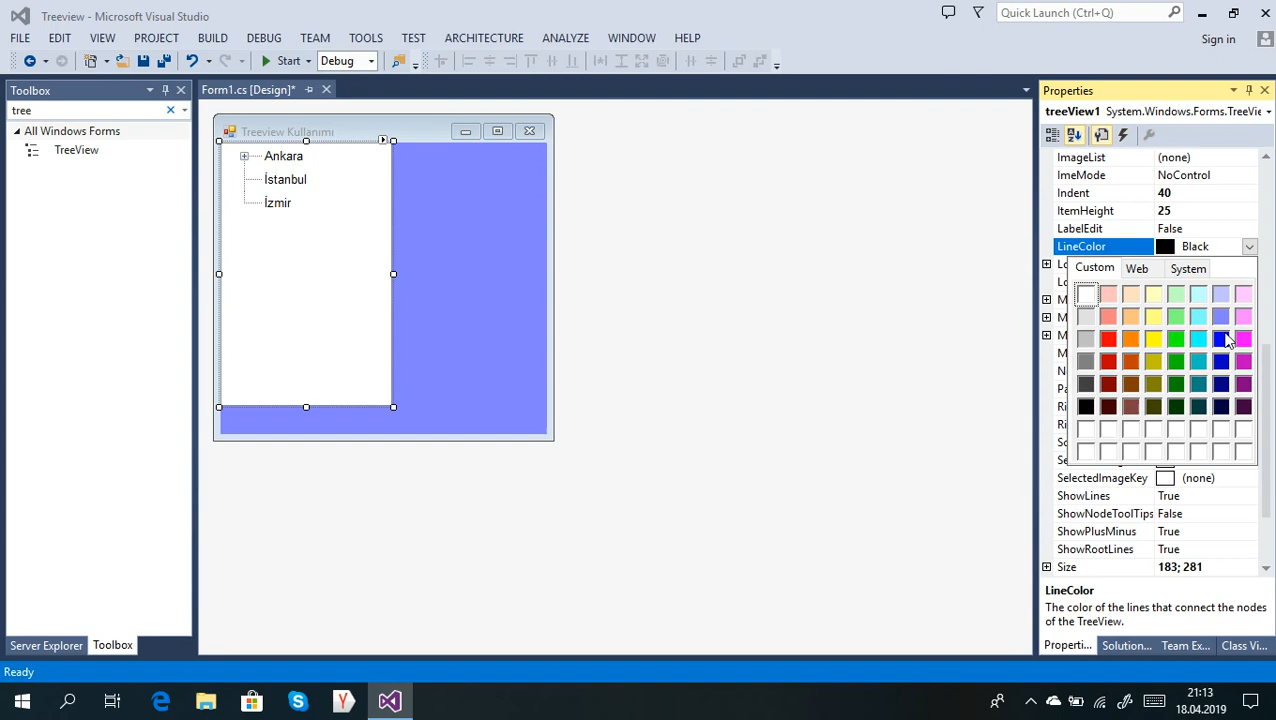 Treeview - Microsoft Visual Studio
Quick Launch (Ctrl+Q)
FILE EDIT VIEW PROJECT BUILD DEBUG TEAM TOOLS TEST ARCHITECTURE ANALYZE WINDOW HELP
Sign in
Start Debug
Toolbox
tree
All Windows Forms
TreeView
Form1.cs [Design]*
Treeview Kullanımı
Ankara
İstanbul
İzmir
Properties
treeView1 System.Windows.Forms.TreeVie
ImageList (none)
ImeMode NoControl
Indent 40
ItemHeight 25
LabelEdit False
LineColor Black
Custom Web System
SelectedImageKey (none)
ShowLines True
ShowNodeToolTips False
ShowPlusMinus True
ShowRootLines True
Size 183; 281
LineColor
The color of the lines that connect the nodes
of the TreeView.
Server Explorer Toolbox
Properti... Solution... Team Ex... Class Vi...
Ready
21:13
18.04.2019